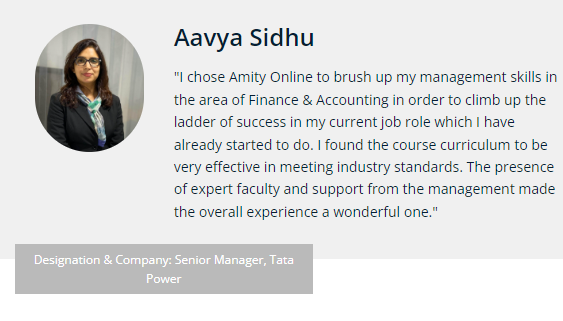 Aavya Sidhu
"I chose Amity Online to brush up my management skills in
the area of Finance & Accounting in order to climb up the
ladder of success in my current job role which I have
already started to do. I found the course curriculum to be
very effective in meeting industry standards. The presence
of expert faculty and support from the management made
the overall experience a wonderful one."
Designation & Company: Senior Manager, Tata
Power